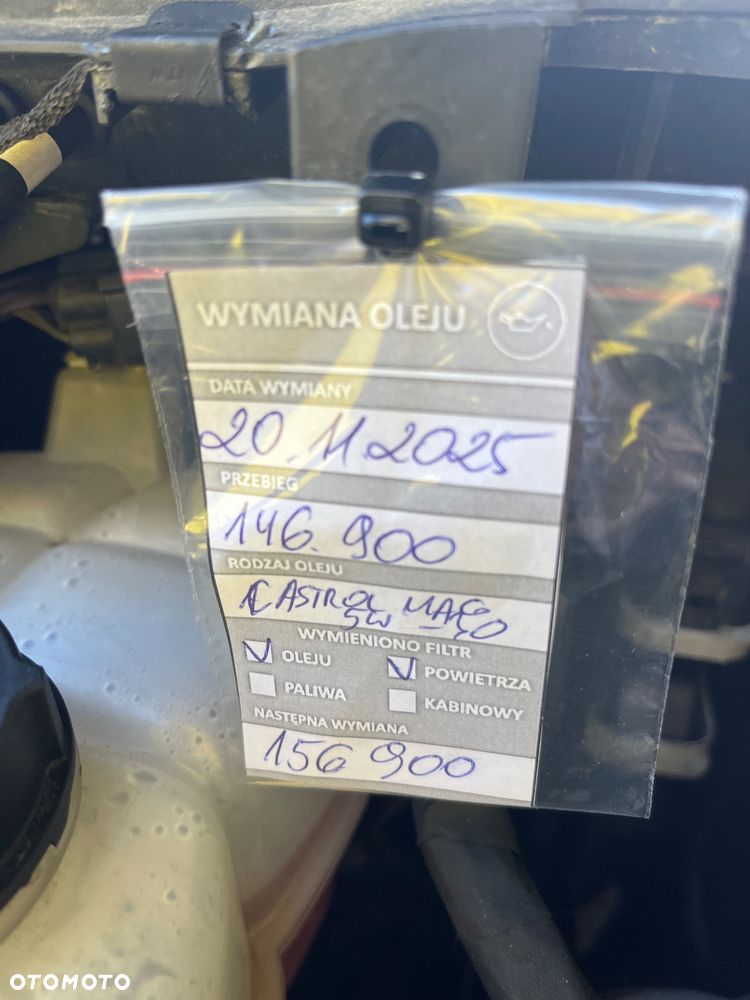 WYMIANA OLEJU
DATA WYMIANY
20.11.2025
PRZEBIEG
146.900
RODZAJ OLEJU
CASTROL
5W
WYMIENIONO FILTR
OLEJU POWIETRZA
PALIWA KABINOWY
NASTĘPNA WYMIANA
156 900
OTOMOTO